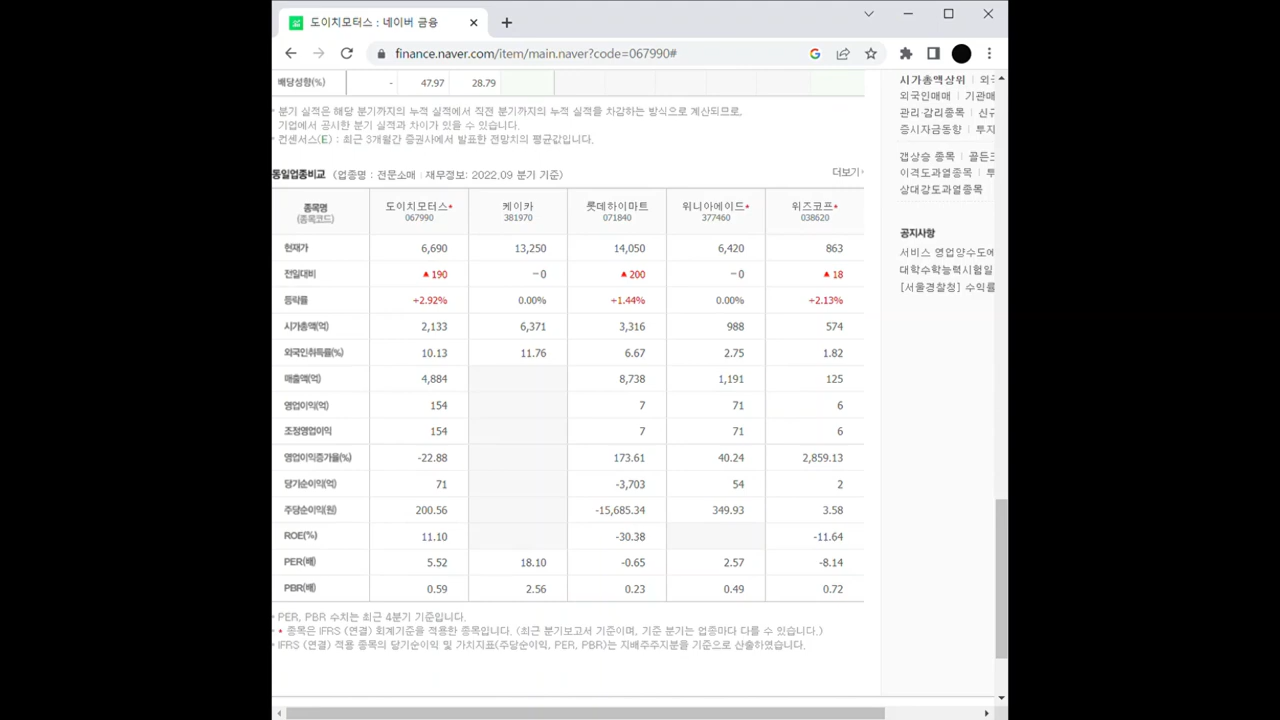 도이치모터스 : 네이버 금융
finance.naver.com/item/main.naver?code=067990#
배당성향(%) - 47.97 28.79
* 분기 실적은 해당 분기까지의 누적 실적에서 직전 분기까지의 누적 실적을 차감하는 방식으로 계산되므로,
기업에서 공시한 분기 실적과 차이가 있을 수 있습니다.
* 컨센서스(E) : 최근 3개월간 증권사에서 발표한 전망치의 평균값입니다.
동일업종비교 (업종명 : 전문소매 | 재무정보: 2022.09 분기 기준) 더보기
종목명 도이치모터스* 케이카 롯데하이마트 위니아에이드* 위즈코프*
(종목코드) 067990 381970 071840 377460 038620
현재가 6,690 13,250 14,050 6,420 863
전일대비 ▲190 -0 ▲200 -0 ▲18
등락률 +2.92% 0.00% +1.44% 0.00% +2.13%
시가총액(억) 2,133 6,371 3,316 988 574
외국인취득률(%) 10.13 11.76 6.67 2.75 1.82
매출액(억) 4,884 8,738 1,191 125
영업이익(억) 154 7 71 6
조정영업이익 154 7 71 6
영업이익증가율(%) -22.88 173.61 40.24 2,859.13
당기순이익(억) 71 -3,703 54 2
주당순이익(원) 200.56 -15,685.34 349.93 3.58
ROE(%) 11.10 -30.38 -11.64
PER(배) 5.52 18.10 -0.65 2.57 -8.14
PBR(배) 0.59 2.56 0.23 0.49 0.72
* PER, PBR 수치는 최근 4분기 기준입니다.
* * 종목은 IFRS (연결) 회계기준을 적용한 종목입니다. (최근 분기보고서 기준이며, 기준 분기는 업종마다 다를 수 있습니다.)
* IFRS (연결) 적용 종목의 당기순이익 및 가치지표(주당순이익, PER, PBR)는 지배주주지분을 기준으로 산출하였습니다.
시가총액상위 | 외국
외국인매매 | 기관매
관리·감리종목 | 신규
증시자금동향 | 투자
갭상승 종목 | 골든크
이격도과열종목 | 투
상대강도과열종목
공지사항
서비스 영업양수도에
대학수학능력시험일
[서울경찰청] 수익률